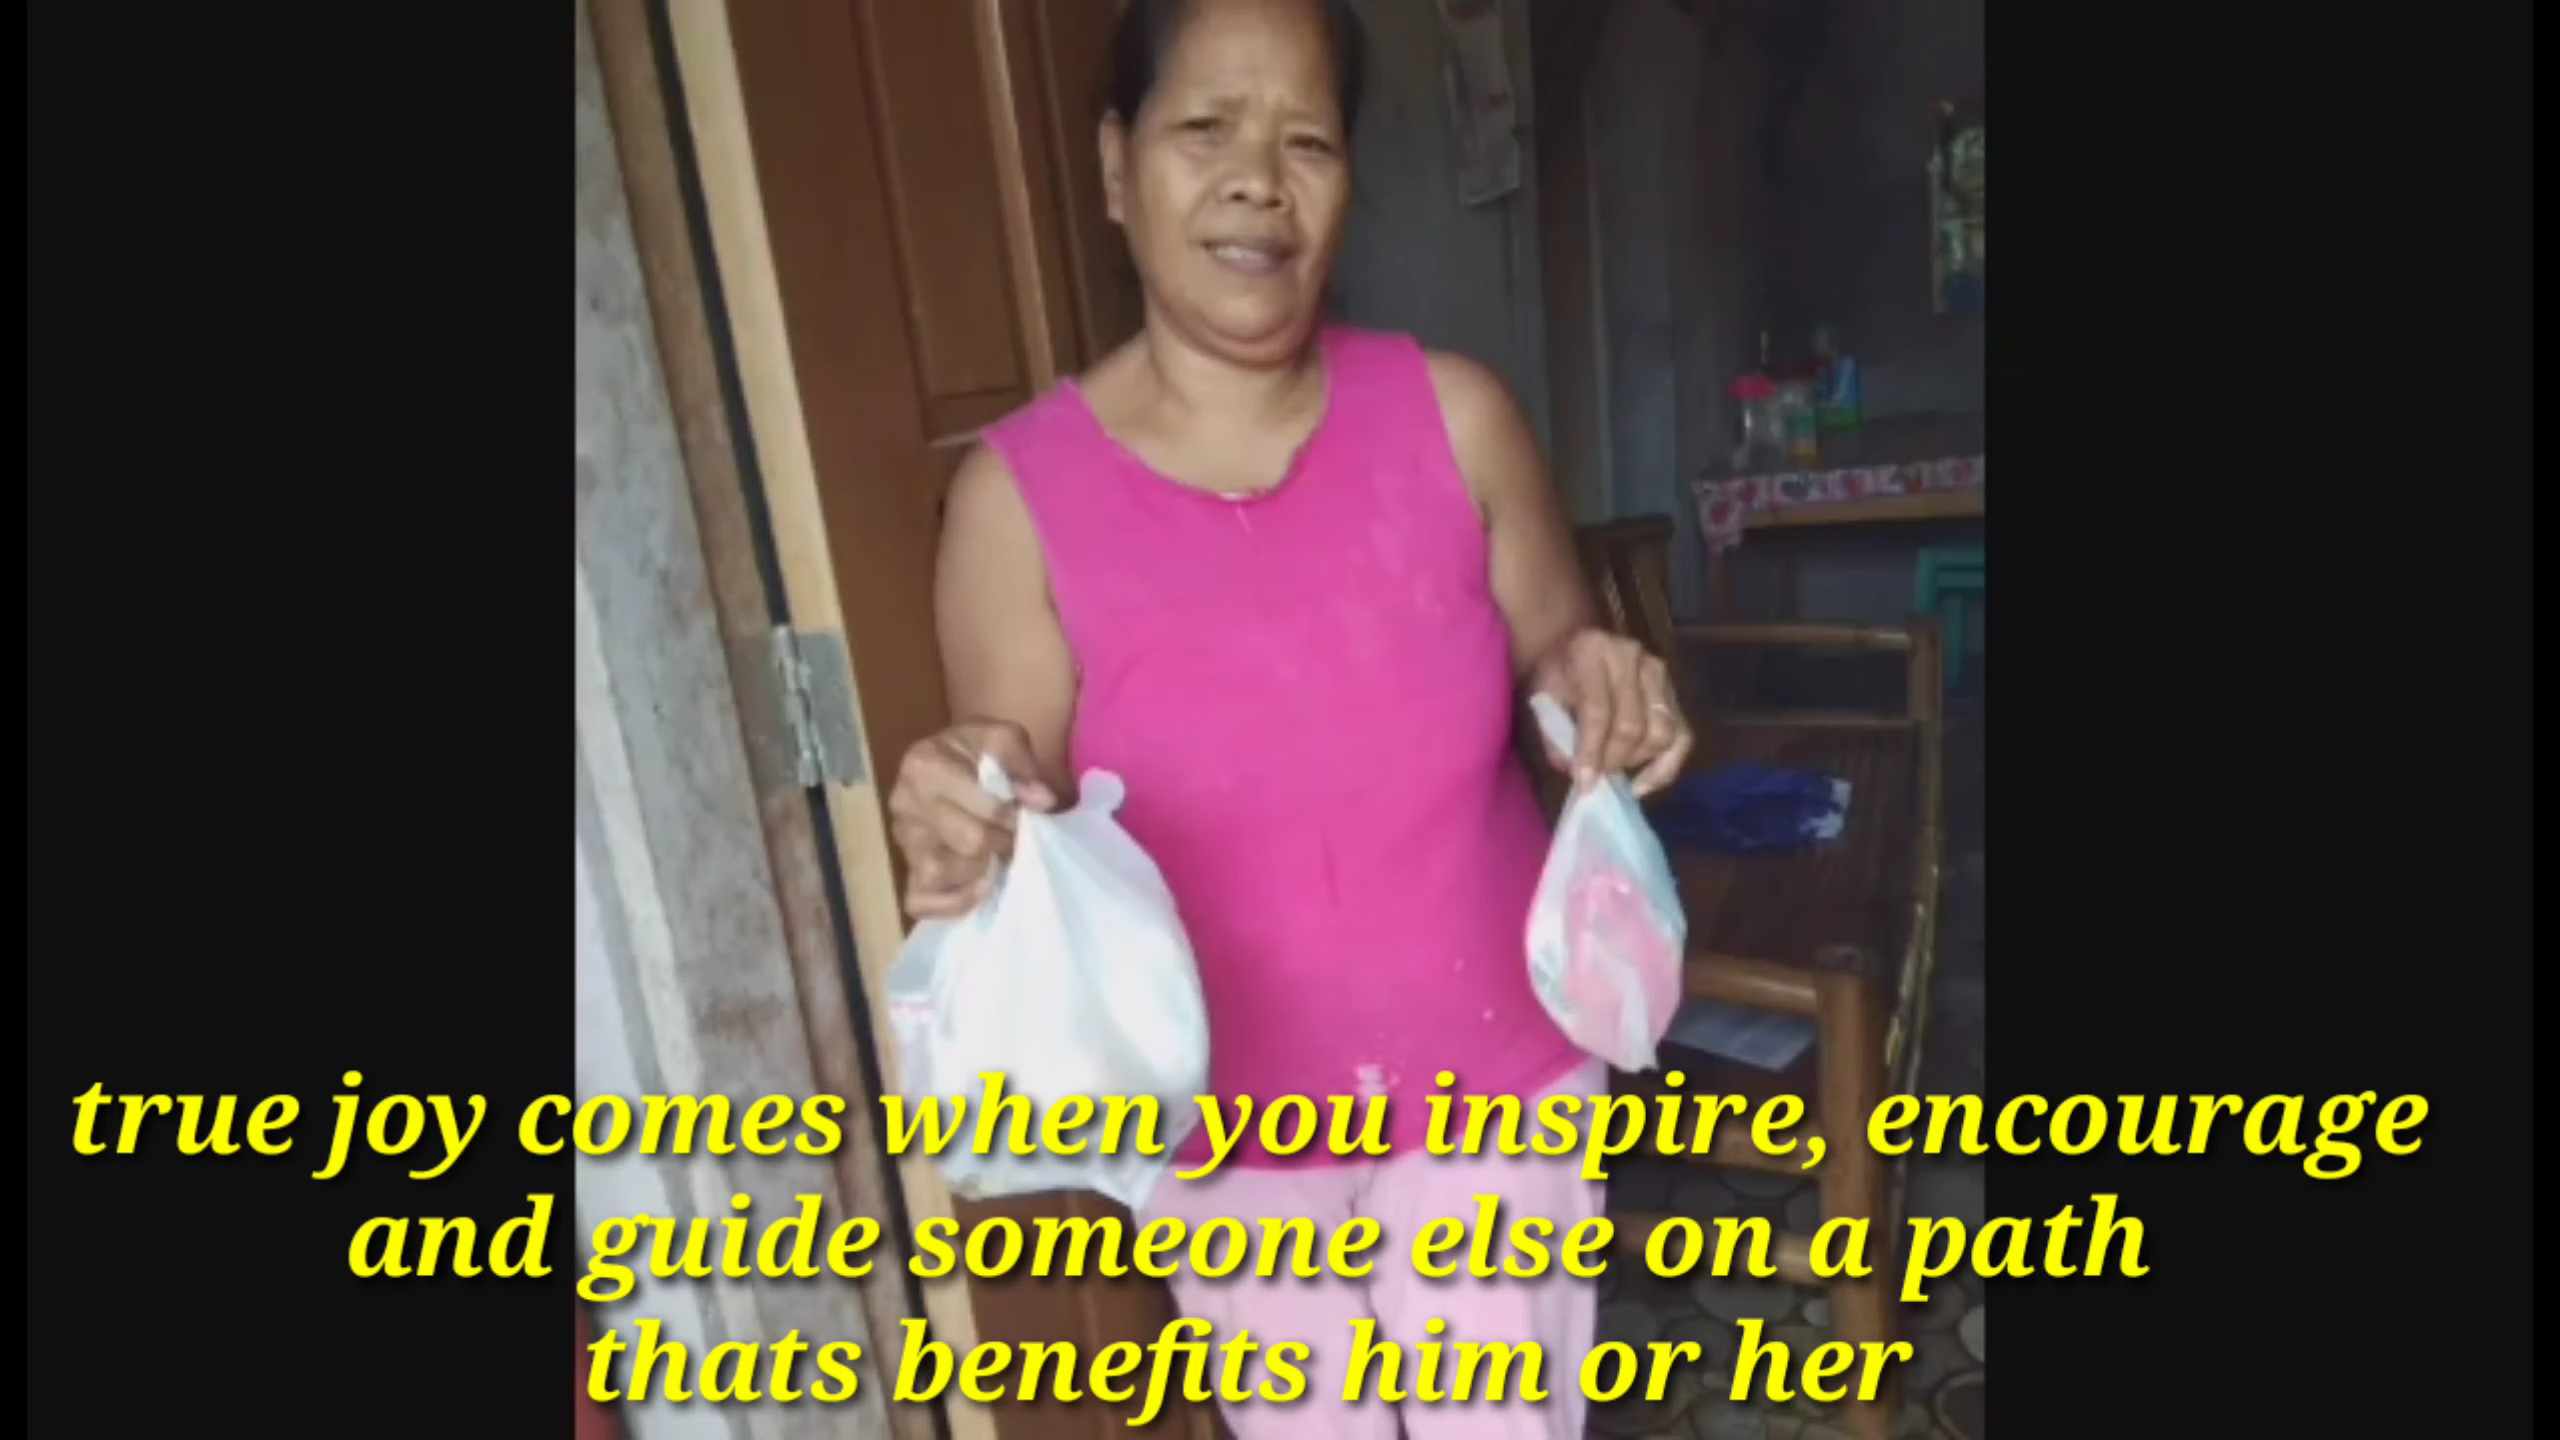 true joy comes when you inspire, encourage
and guide someone else on a path
thats benefits him or her